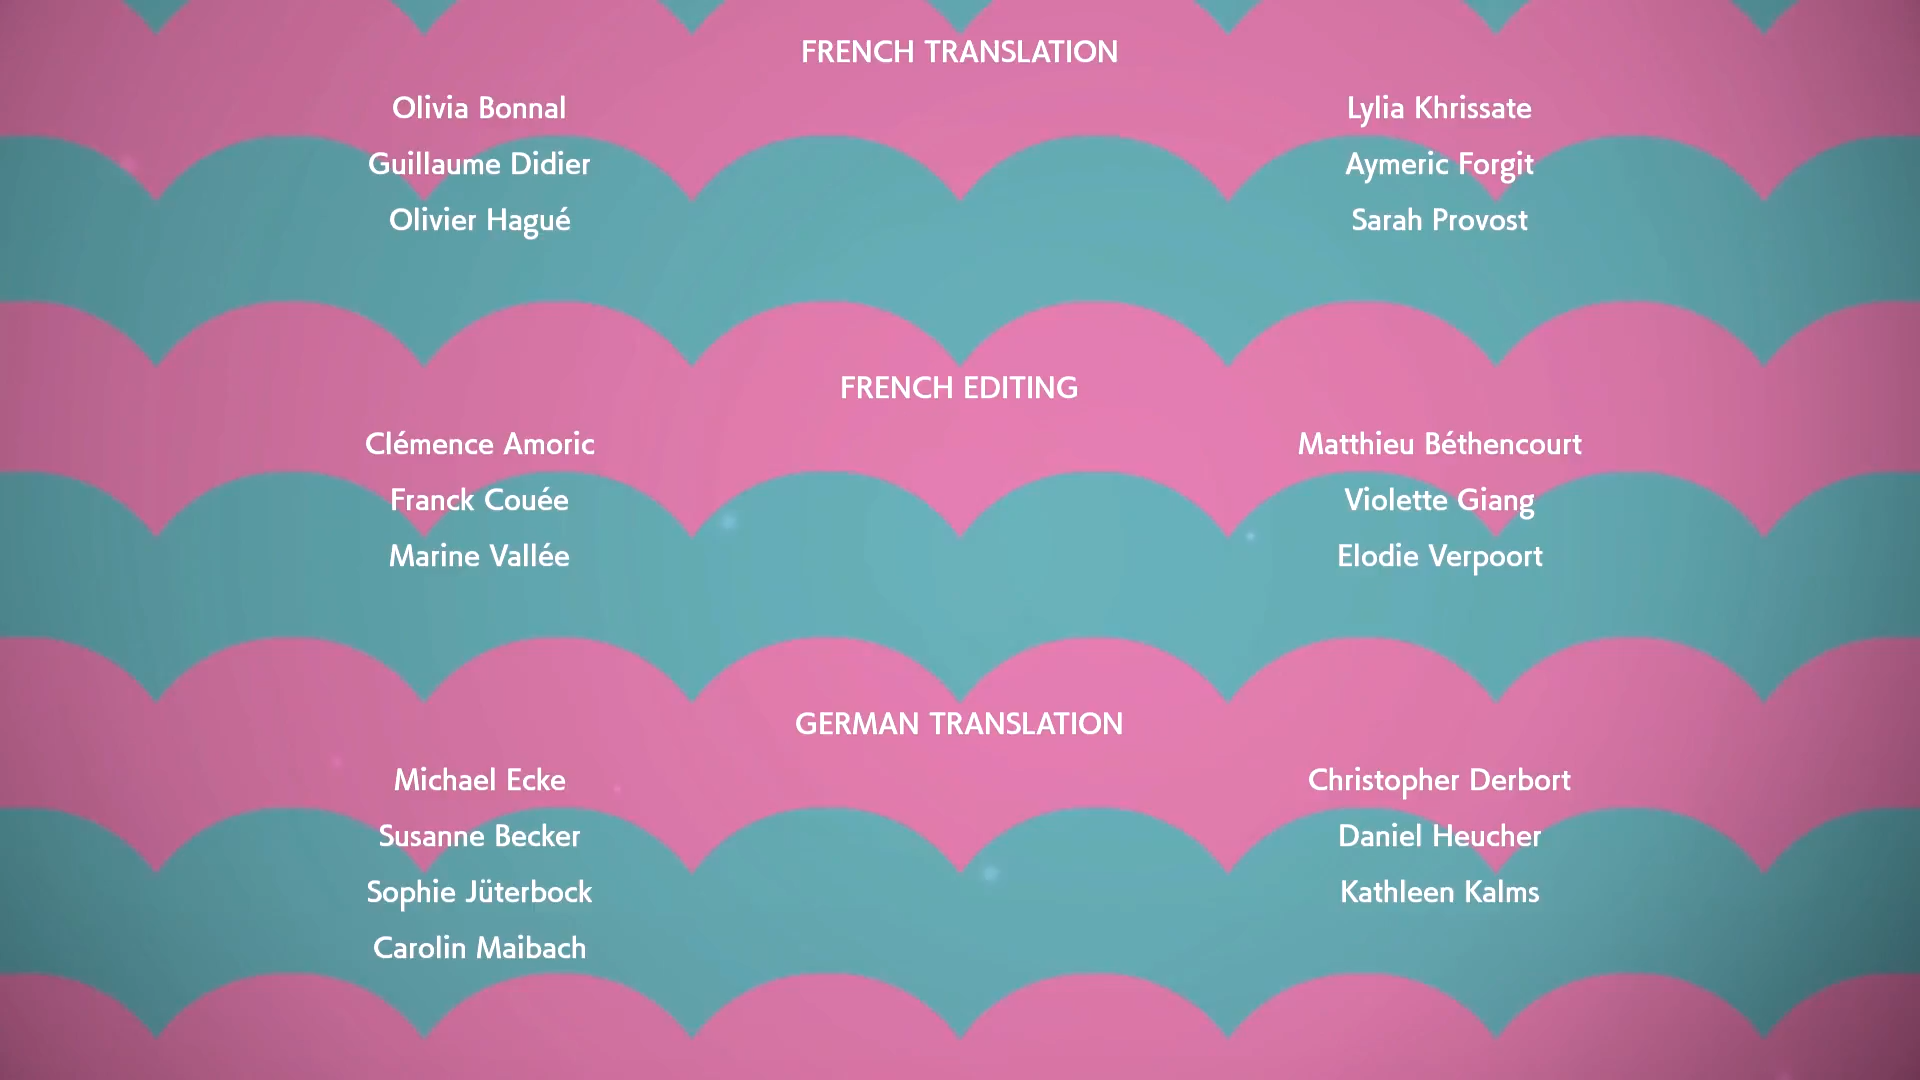 FRENCH TRANSLATION
Olivia Bonnal Lylia Khrissate
Guillaume Didier Aymeric Forgit
Olivier Hagué Sarah Provost
FRENCH EDITING
Clémence Amoric Matthieu Béthencourt
Franck Couée Violette Giang
Marine Vallée Elodie Verpoort
GERMAN TRANSLATION
Michael Ecke Christopher Derbort
Susanne Becker Daniel Heucher
Sophie Jüterbock Kathleen Kalms
Carolin Maibach